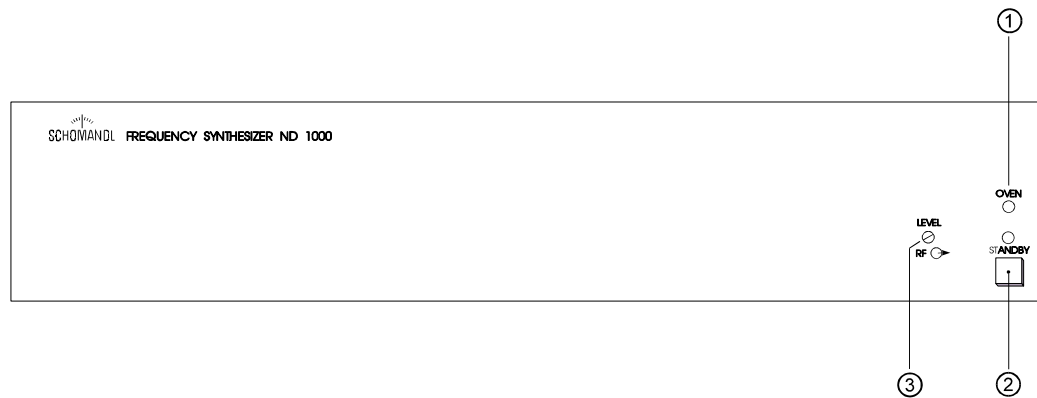 1
SCHOMANDL FREQUENCY SYNTHESIZER ND 1000
OVEN
LEVEL
STANDBY
RF
3
2